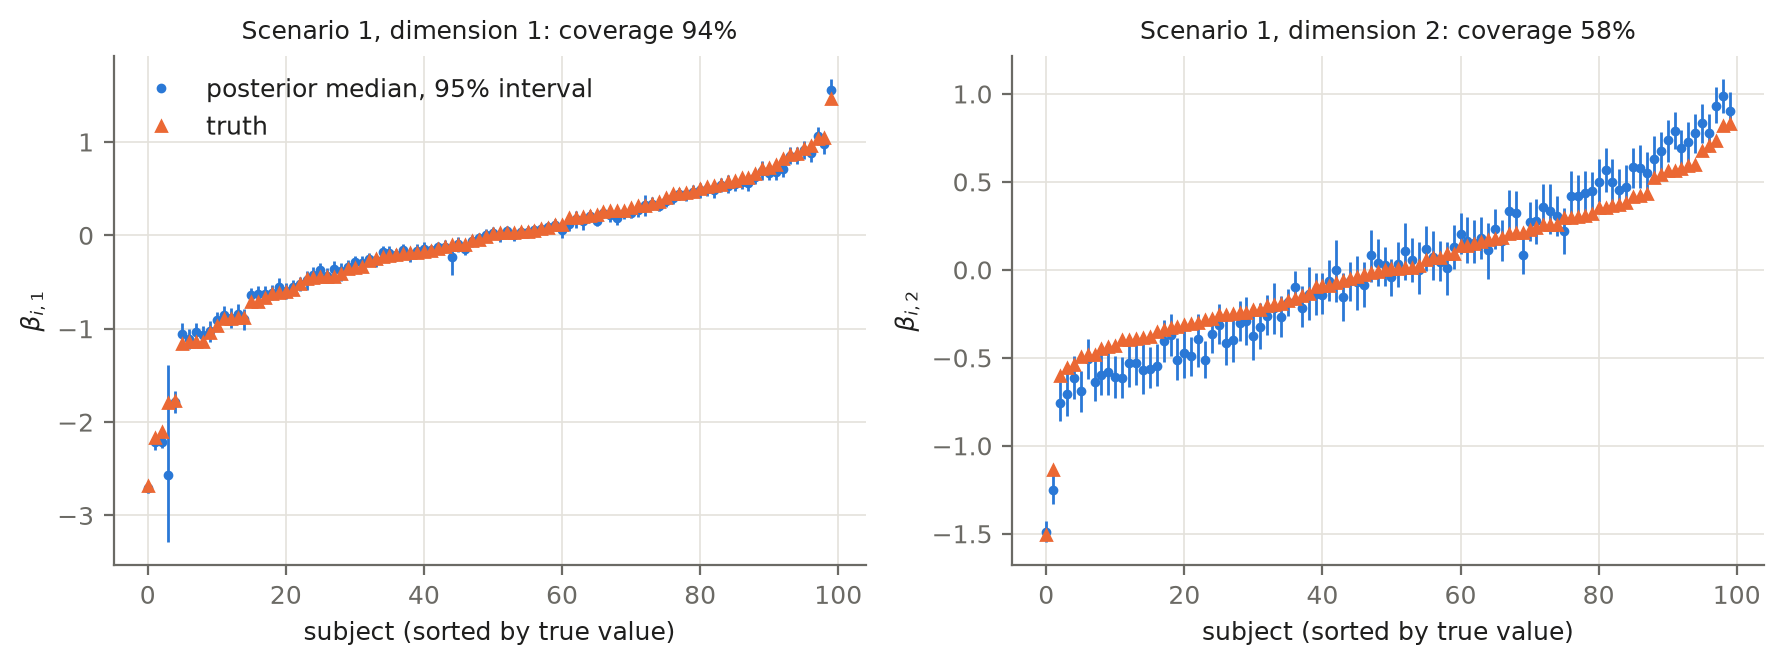 Scenario 1, dimension 1: coverage 94%
posterior median, 95% interval
truth
1
0
−1
−2
−3
β_{i,1}
0 20 40 60 80 100
subject (sorted by true value)
Scenario 1, dimension 2: coverage 58%
1.0
0.5
0.0
−0.5
−1.0
−1.5
β_{i,2}
0 20 40 60 80 100
subject (sorted by true value)